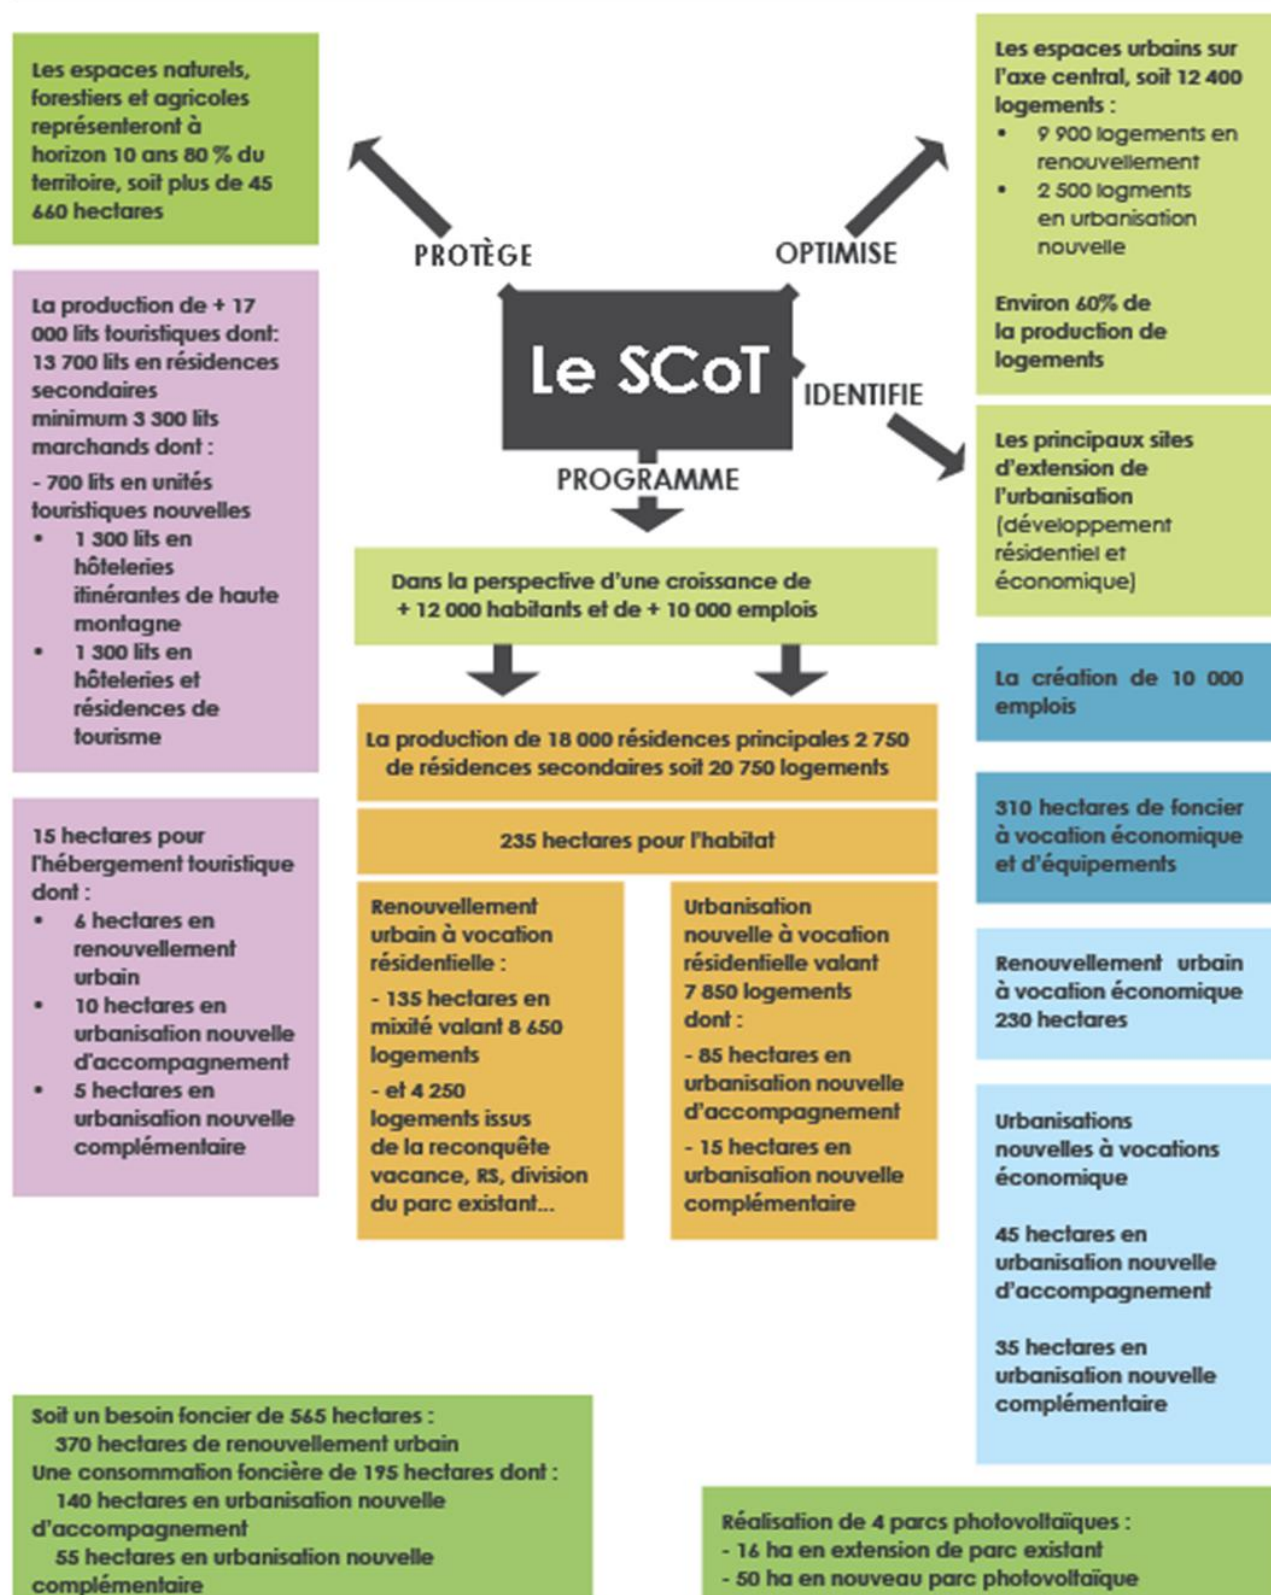 Les espaces naturels,
forestiers et agricoles
représenteront à
horizon 10 ans 80 % du
territoire, soit plus de 45
660 hectares
PROTÈGE
OPTIMISE
Le SCoT
IDENTIFIE
PROGRAMME
Les espaces urbains sur
l'axe central, soit 12 400
logements :
• 9 900 logements en
renouvellement
• 2 500 logments
en urbanisation
nouvelle
Environ 60% de
la production de
logements
Les principaux sites
d'extension de
l'urbanisation
(développement
résidentiel et
économique)
La production de + 17
000 lits touristiques dont:
13 700 lits en résidences
secondaires
minimum 3 300 lits
marchands dont :
- 700 lits en unités
touristiques nouvelles
• 1 300 lits en
hôteleries
itinérantes de haute
montagne
• 1 300 lits en
hôteleries et
résidences de
tourisme
15 hectares pour
l'hébergement touristique
dont :
• 6 hectares en
renouvellement
urbain
• 10 hectares en
urbanisation nouvelle
d'accompagnement
• 5 hectares en
urbanisation nouvelle
complémentaire
Dans la perspective d'une croissance de
+ 12 000 habitants et de + 10 000 emplois
La production de 18 000 résidences principales 2 750
de résidences secondaires soit 20 750 logements
235 hectares pour l'habitat
Renouvellement
urbain à vocation
résidentielle :
- 135 hectares en
mixité valant 8 650
logements
- et 4 250
logements issus
de la reconquête
vacance, RS, division
du parc existant...
Urbanisation
nouvelle à vocation
résidentielle valant
7 850 logements
dont :
- 85 hectares en
urbanisation nouvelle
d'accompagnement
- 15 hectares en
urbanisation nouvelle
complémentaire
La création de 10 000
emplois
310 hectares de foncier
à vocation économique
et d'équipements
Renouvellement urbain
à vocation économique
230 hectares
Urbanisations
nouvelles à vocations
économique
45 hectares en
urbanisation nouvelle
d'accompagnement
35 hectares en
urbanisation nouvelle
complémentaire
Soit un besoin foncier de 565 hectares :
370 hectares de renouvellement urbain
Une consommation foncière de 195 hectares dont :
140 hectares en urbanisation nouvelle
d'accompagnement
55 hectares en urbanisation nouvelle
complémentaire
Réalisation de 4 parcs photovoltaïques :
- 16 ha en extension de parc existant
- 50 ha en nouveau parc photovoltaïque